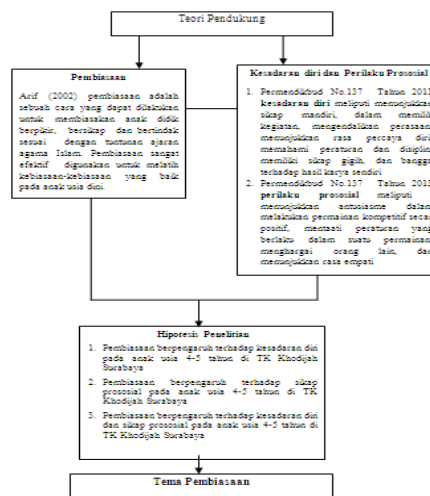 Teori Pendukung
Pembiasaan
Arif (2002) pembiasaan adalah
sebuah cara yang dapat dilakukan
untuk membiasakan anak didik
berpikir, bersikap dan bertindak
sesuai dengan tuntunan ajaran
agama Islam. Pembiasaan sangat
efektif digunakan untuk melatih
kebiasaan-kebiasaan yang baik
pada anak usia dini.
Kesadaran diri dan Perilaku Prososial
1. Permendikbud No.137 Tahun 2013
kesadaran diri meliputi menunjukkan
sikap mandiri, dalam memilih
kegiatan, mengendalikan perasaan,
menunjukkan rasa percaya diri,
memahami peraturan dan disiplin,
memiliki sikap gigih, dan bangga
terhadap hasil karya sendiri
2. Permendikbud No.137 Tahun 2013
perilaku prososial meliputi
menunjukkan antusiasme dalam
melakukan permainan kompetitif secara
positif, mentaati peraturan yang
berlaku dalam suatu permainan,
menghargai orang lain, dan
menunjukkan rasa empati
Hipotesis Penelitian
1. Pembiasaan berpengaruh terhadap kesadaran diri
pada anak usia 4-5 tahun di TK Khodijah
Surabaya
2. Pembiasaan berpengaruh terhadap sikap
prososial pada anak usia 4-5 tahun di TK
Khodijah Surabaya
3. Pembiasaan berpengaruh terhadap kesadaran diri
dan sikap prososial pada anak usia 4-5 tahun di
TK Khodijah Surabaya
Tema Pembiasaan